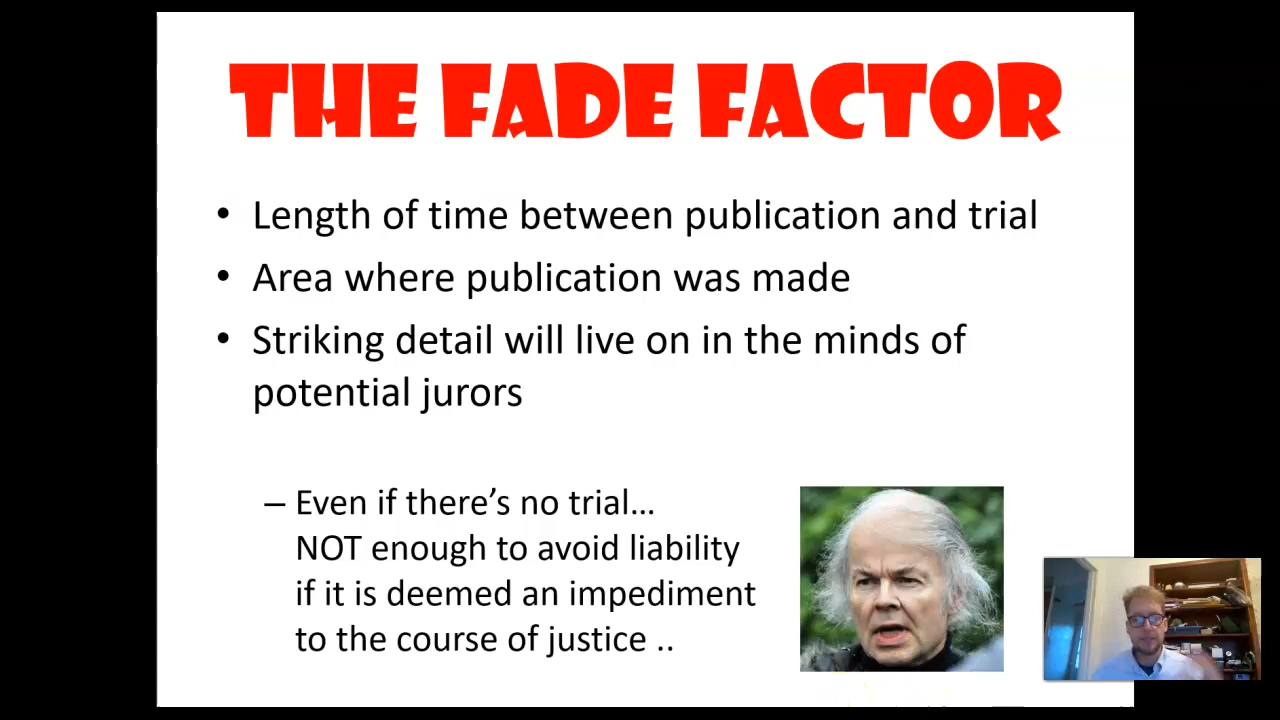 THE FADE FACTOR
• Length of time between publication and trial
• Area where publication was made
• Striking detail will live on in the minds of
potential jurors
– Even if there's no trial…
NOT enough to avoid liability
if it is deemed an impediment
to the course of justice ..